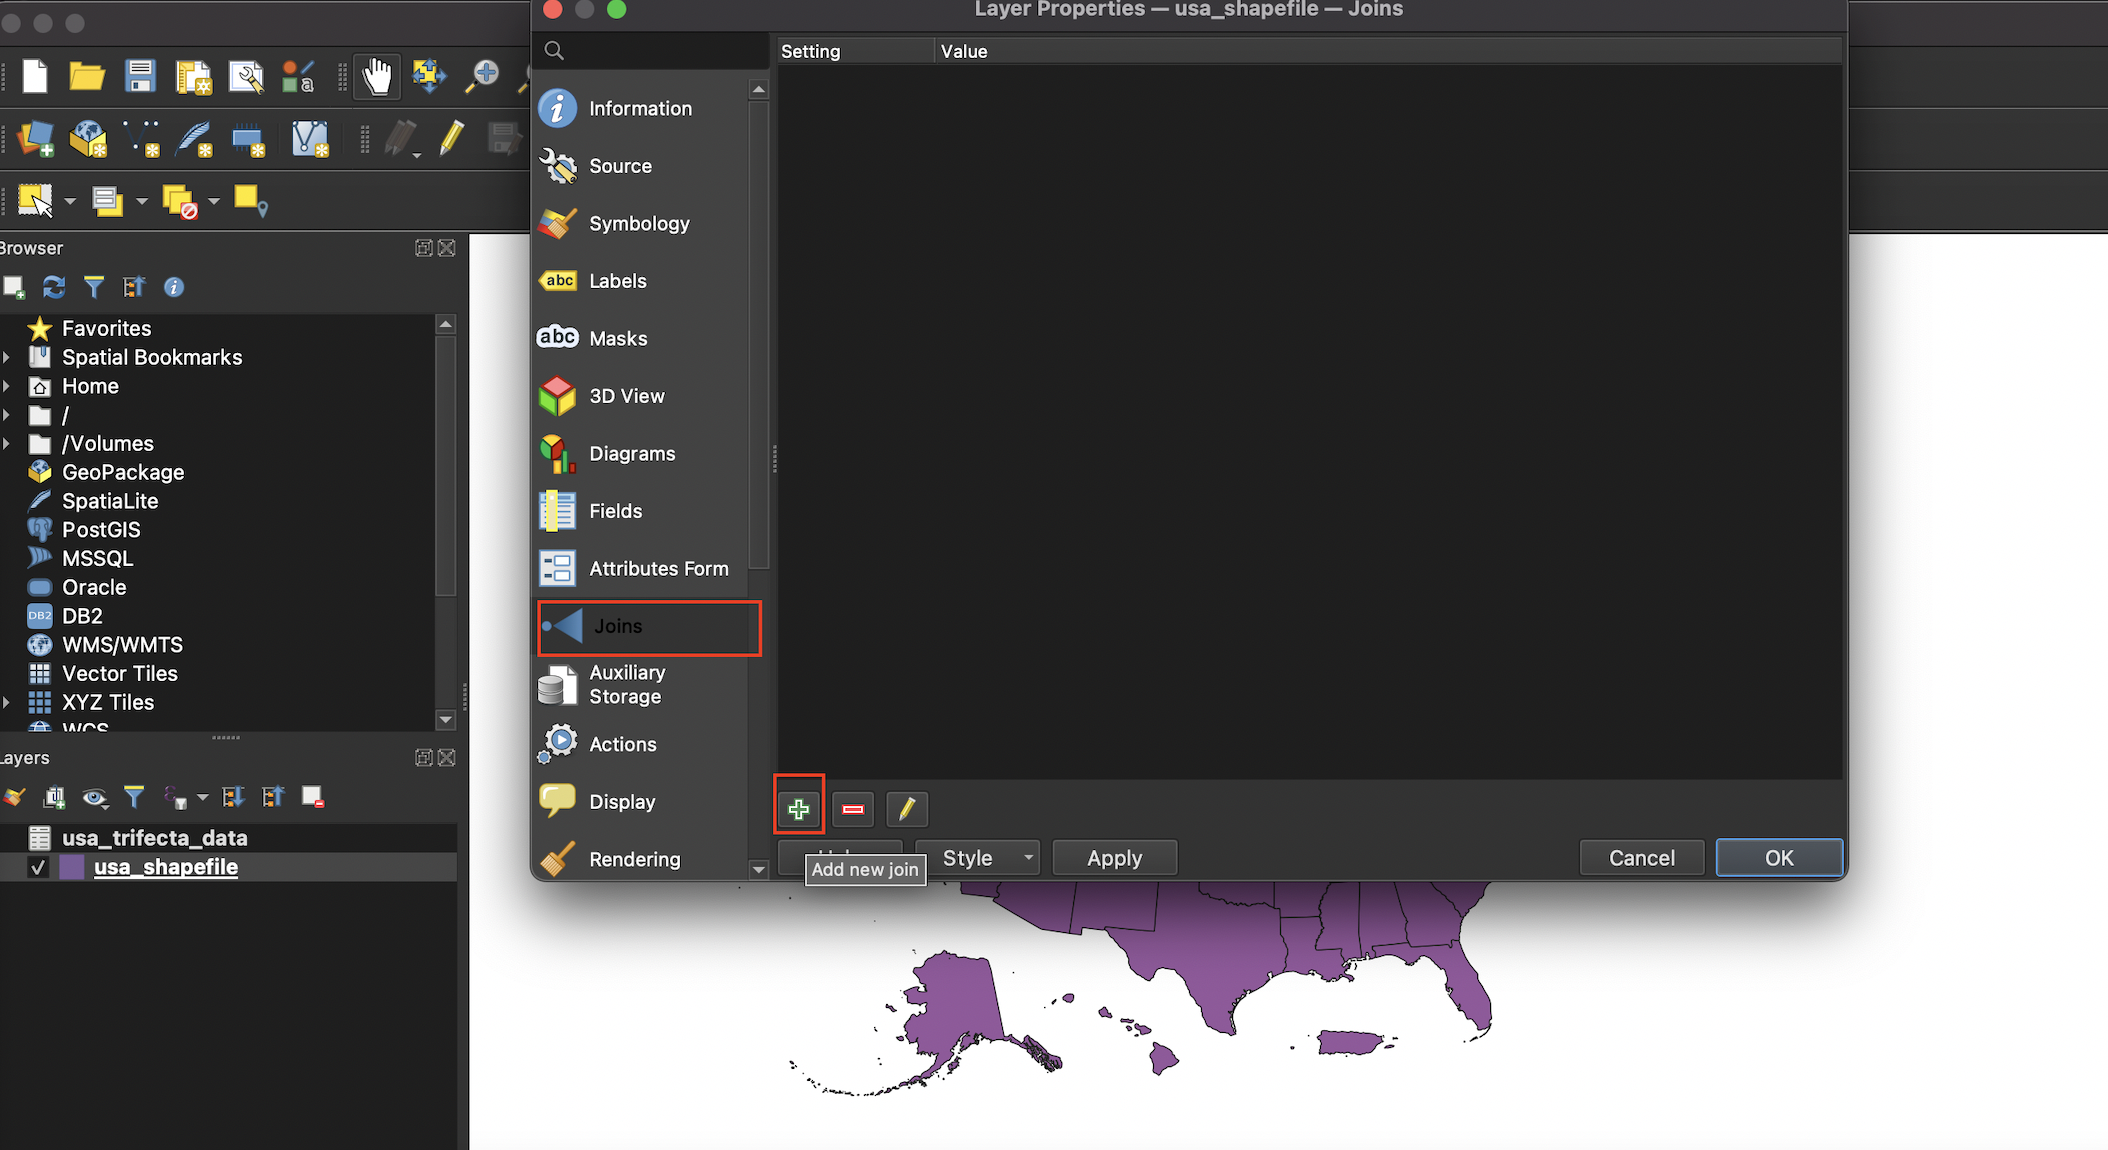 Layer Properties — usa_shapefile — Joins
Setting
Value
Information
Source
Symbology
abc
Labels
abc
Masks
3D View
Diagrams
Fields
Attributes Form
Joins
Auxiliary
Storage
Actions
Display
Rendering
Add new join
Style
Apply
Cancel
OK
a
Browser
Favorites
Spatial Bookmarks
Home
/
/Volumes
GeoPackage
SpatiaLite
PostGIS
MSSQL
Oracle
DB2
DB2
WMS/WMTS
Vector Tiles
XYZ Tiles
WCS
Layers
usa_trifecta_data
usa_shapefile